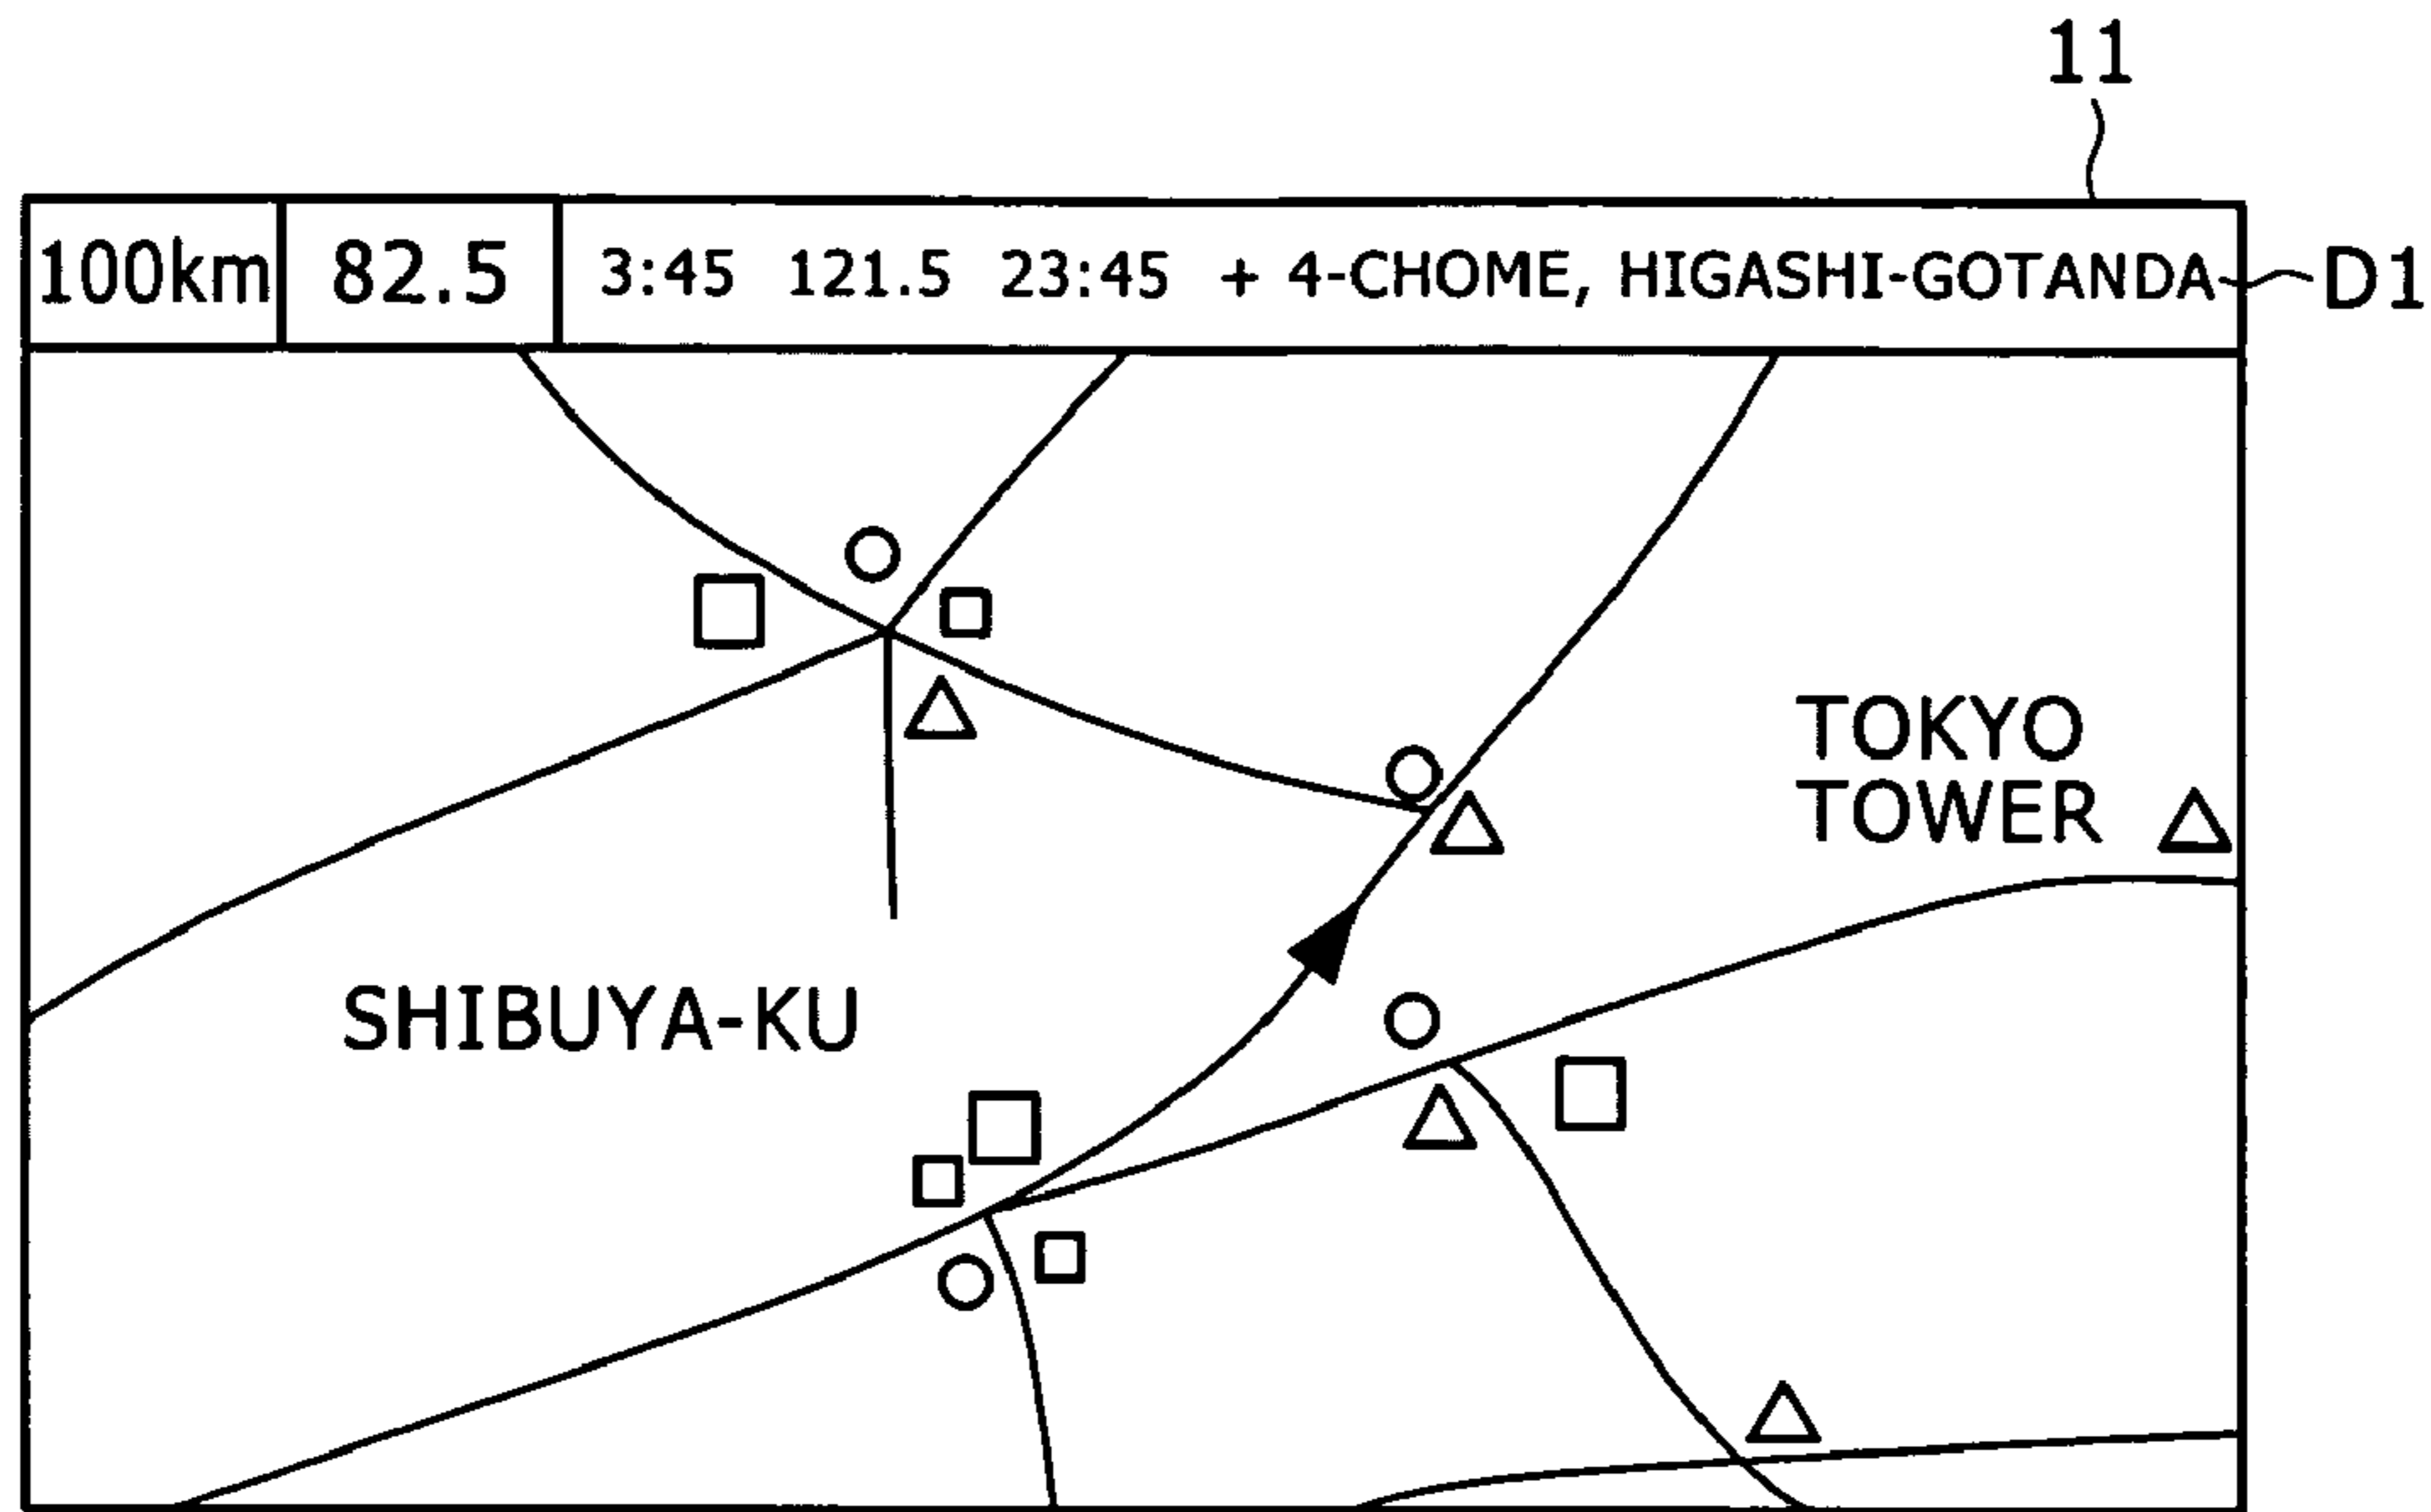 11
100km 82.5 3:45 121.5 23:45 + 4-CHOME, HIGASHI-GOTANDA D1
TOKYO
TOWER
SHIBUYA-KU